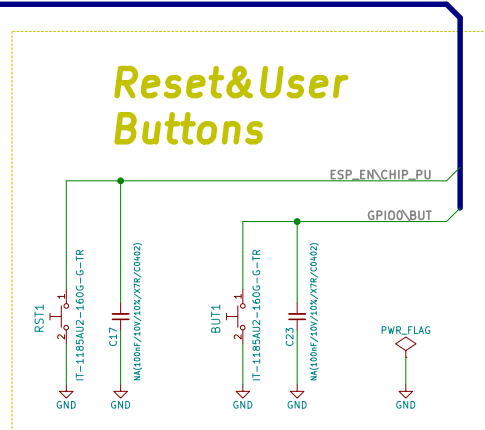 Reset&User
Buttons
ESP_EN\CHIP_PU
GPIO0\BUT
RST1
1
2
IT-1185AU2-160G-G-TR
C17
NA(100nF/10V/10%/X7R/C0402)
BUT1
1
2
IT-1185AU2-160G-G-TR
C23
NA(100nF/10V/10%/X7R/C0402)
PWR_FLAG
GND
GND
GND
GND
GND